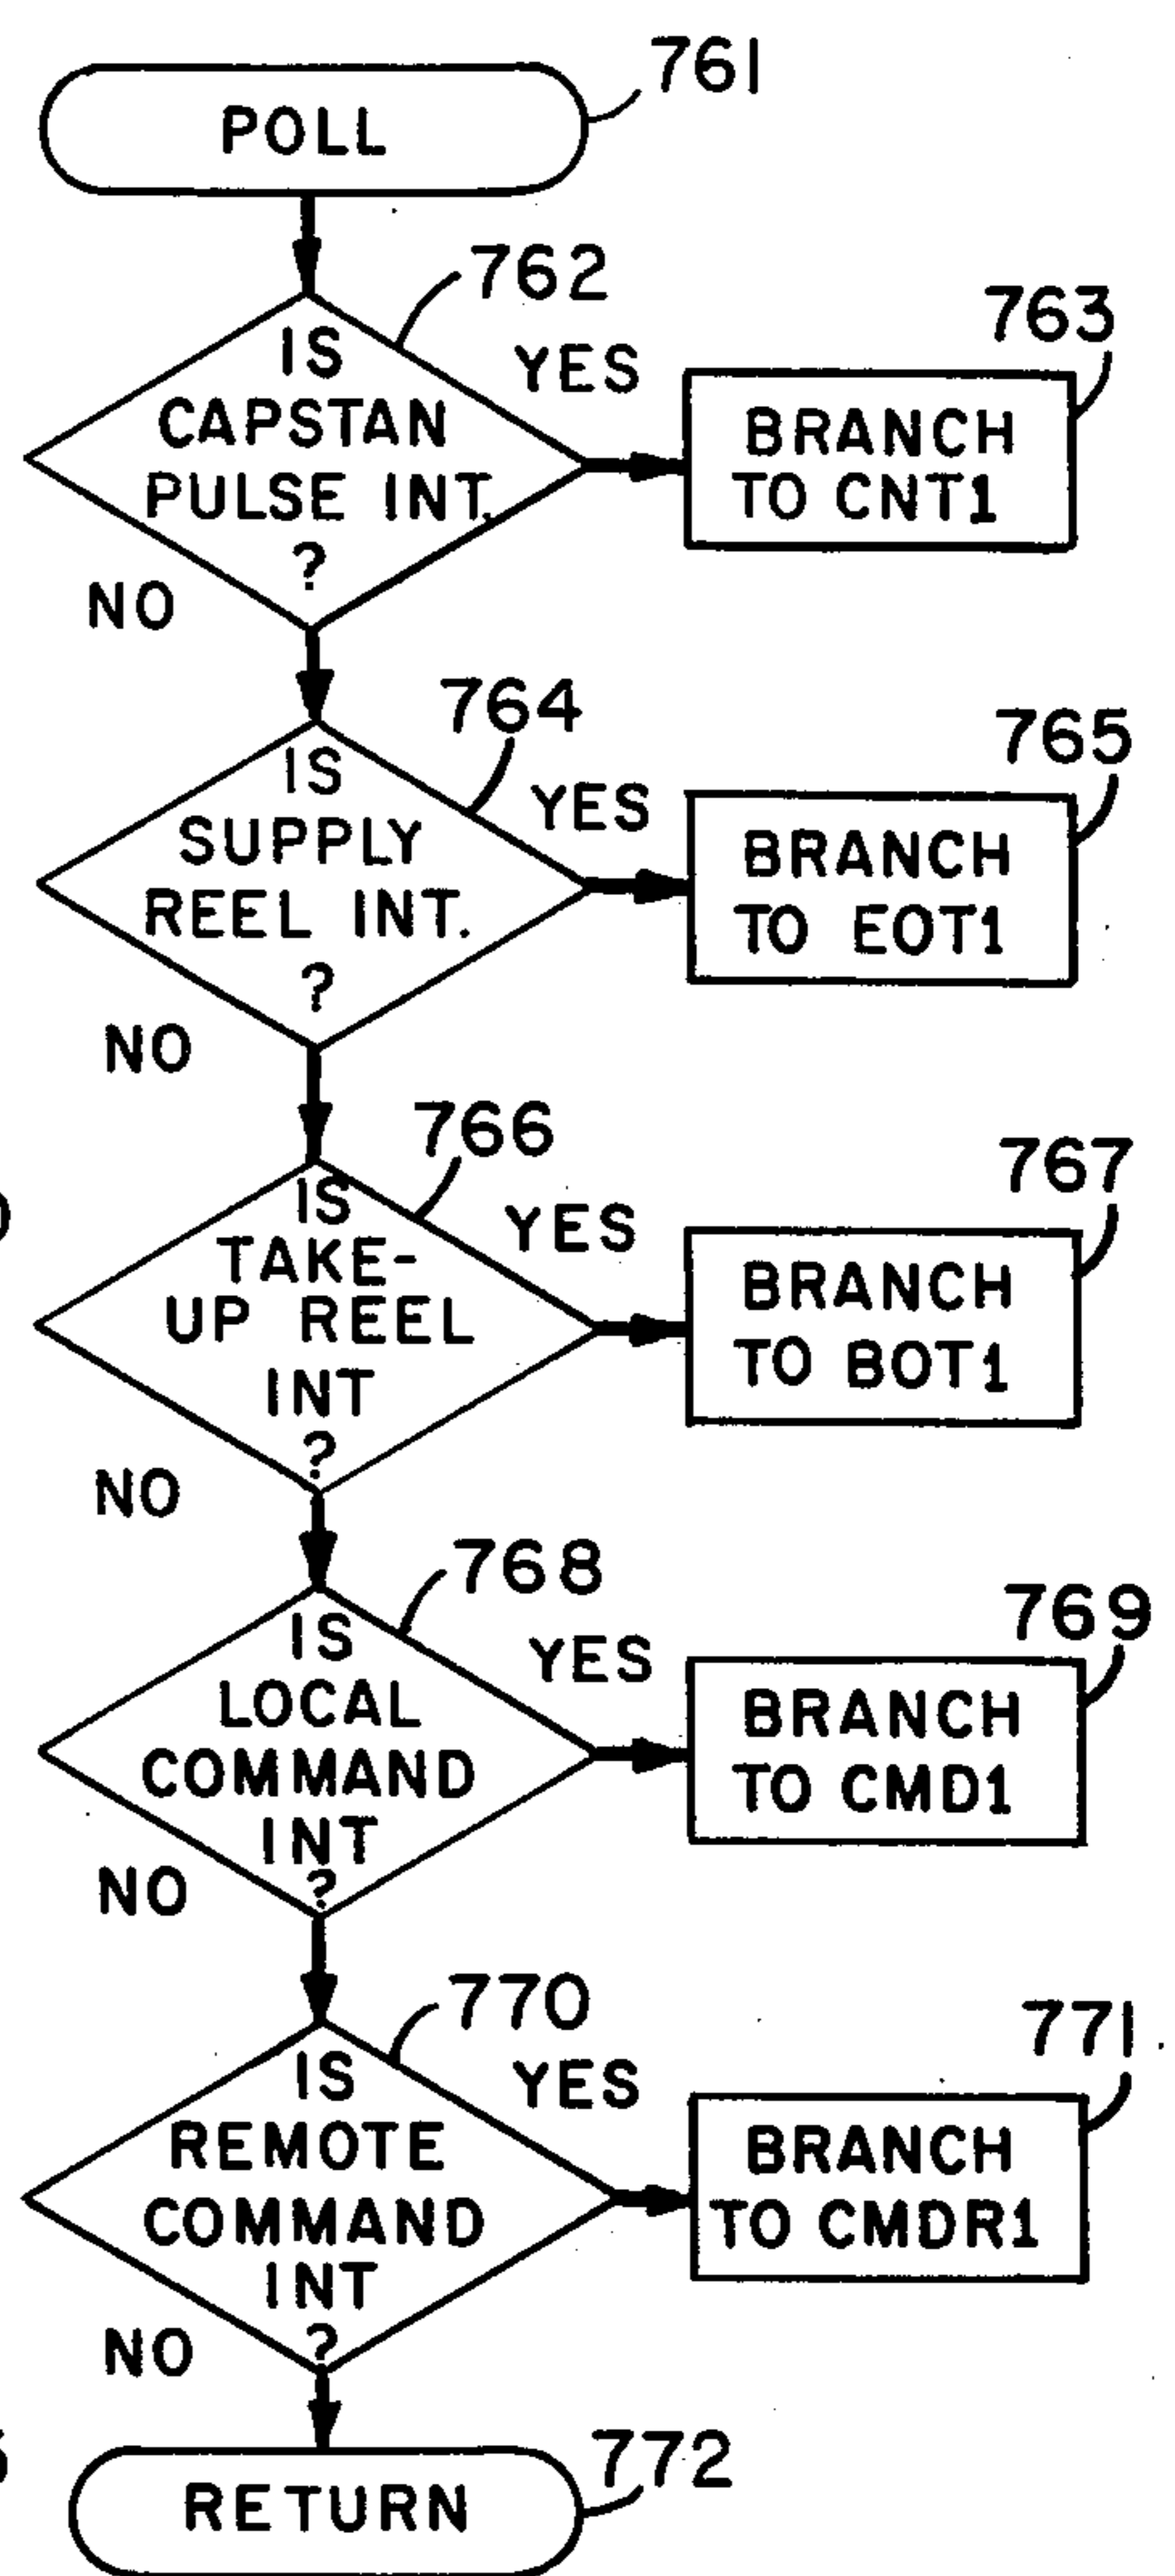 761
POLL
762
IS
CAPSTAN
PULSE INT.
?
YES
NO
763
BRANCH
TO CNT1
764
IS
SUPPLY
REEL INT.
?
YES
NO
765
BRANCH
TO EOT1
766
IS
TAKE-
UP REEL
INT
?
YES
NO
767
BRANCH
TO BOT1
768
IS
LOCAL
COMMAND
INT
?
YES
NO
769
BRANCH
TO CMD1
770
IS
REMOTE
COMMAND
INT
?
YES
NO
771
BRANCH
TO CMDR1
772
RETURN